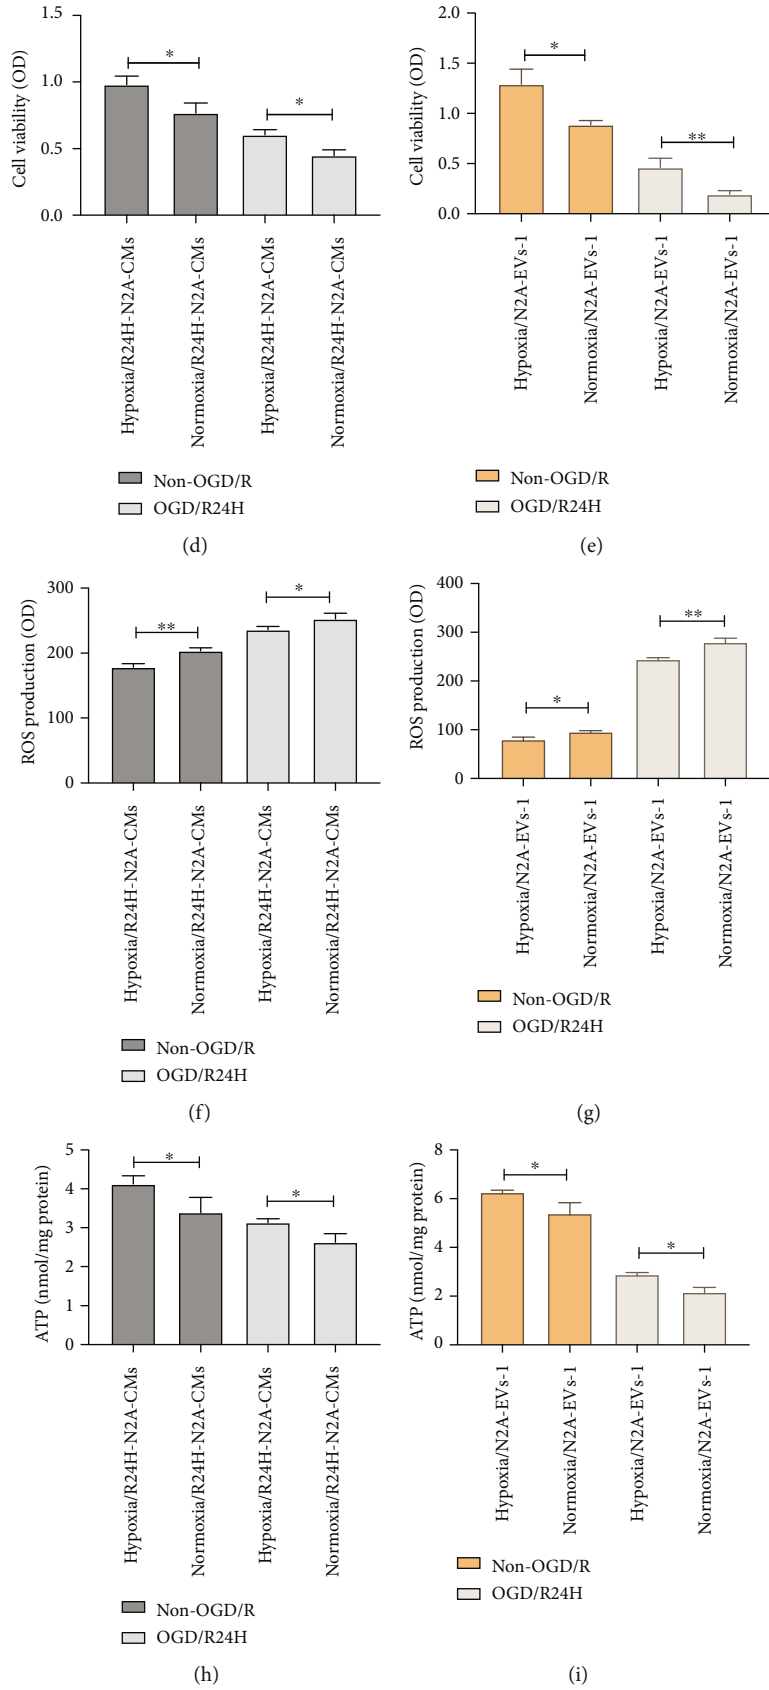 Cell viability (OD)
1.5
1.0
0.5
0.0
*
*
Hypoxia/R24H-N2A-CMs
Normoxia/R24H-N2A-CMs
Hypoxia/R24H-N2A-CMs
Normoxia/R24H-N2A-CMs
Non-OGD/R
OGD/R24H
(d)
Cell viability (OD)
2.0
1.5
1.0
0.5
0.0
*
**
Hypoxia/N2A-EVs-1
Normoxia/N2A-EVs-1
Hypoxia/N2A-EVs-1
Normoxia/N2A-EVs-1
Non-OGD/R
OGD/R24H
(e)
ROS production (OD)
300
200
100
0
**
*
Hypoxia/R24H-N2A-CMs
Normoxia/R24H-N2A-CMs
Hypoxia/R24H-N2A-CMs
Normoxia/R24H-N2A-CMs
Non-OGD/R
OGD/R24H
(f)
ROS production (OD)
400
300
200
100
0
*
**
Hypoxia/N2A-EVs-1
Normoxia/N2A-EVs-1
Hypoxia/N2A-EVs-1
Normoxia/N2A-EVs-1
Non-OGD/R
OGD/R24H
(g)
ATP (nmol/mg protein)
5
4
3
2
1
0
*
*
Hypoxia/R24H-N2A-CMs
Normoxia/R24H-N2A-CMs
Hypoxia/R24H-N2A-CMs
Normoxia/R24H-N2A-CMs
Non-OGD/R
OGD/R24H
(h)
ATP (nmol/mg protein)
8
6
4
2
0
*
*
Hypoxia/N2A-EVs-1
Normoxia/N2A-EVs-1
Hypoxia/N2A-EVs-1
Normoxia/N2A-EVs-1
Non-OGD/R
OGD/R24H
(i)